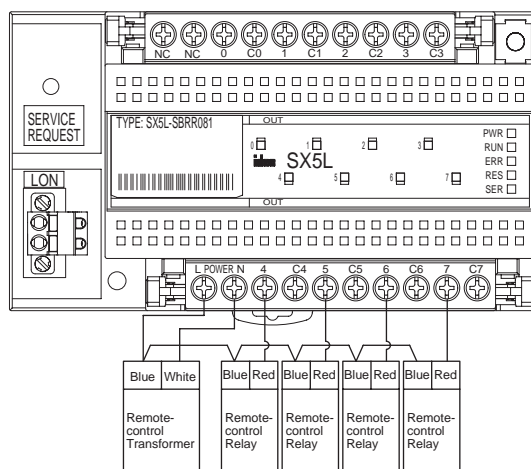 NC NC 0 C0 1 C1 2 C2 3 C3
SERVICE
REQUEST
TYPE: SX5L-SBRR081
OUT
PWR
RUN
ERR
RES
SER
0 1 2 3
idec SX5L
4 5 6 7
OUT
LON
L POWER N 4 C4 5 C5 6 C6 7 C7
Blue White Blue Red Blue Red Blue Red Blue Red
Remote-
control
Transformer
Remote-
control
Relay
Remote-
control
Relay
Remote-
control
Relay
Remote-
control
Relay